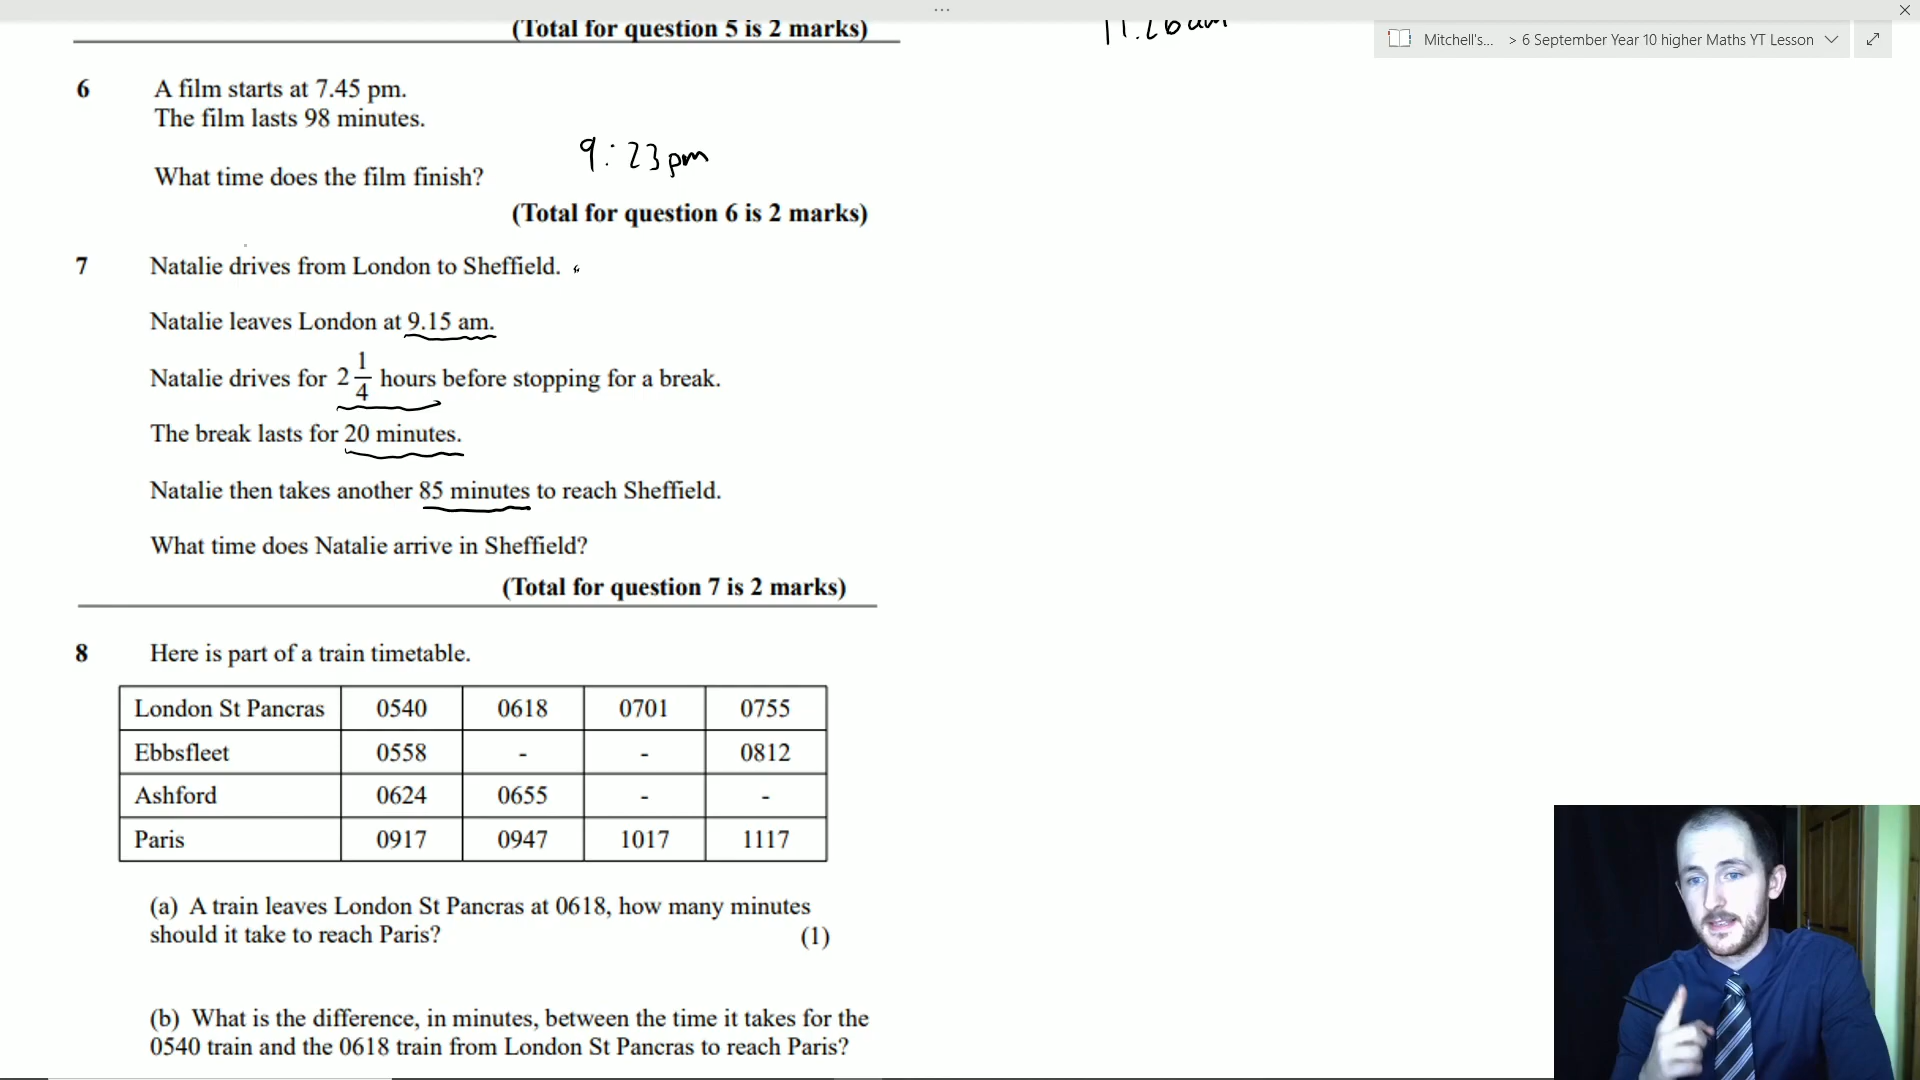 (Total for question 5 is 2 marks)
Mitchell's... > 6 September Year 10 higher Maths YT Lesson
6 A film starts at 7.45 pm.
The film lasts 98 minutes.
9:23pm
What time does the film finish?
(Total for question 6 is 2 marks)
7 Natalie drives from London to Sheffield.
Natalie leaves London at 9.15 am.
Natalie drives for 2 1/4 hours before stopping for a break.
The break lasts for 20 minutes.
Natalie then takes another 85 minutes to reach Sheffield.
What time does Natalie arrive in Sheffield?
(Total for question 7 is 2 marks)
8 Here is part of a train timetable.
London St Pancras 0540 0618 0701 0755
Ebbsfleet 0558 - - 0812
Ashford 0624 0655 - -
Paris 0917 0947 1017 1117
(a) A train leaves London St Pancras at 0618, how many minutes
should it take to reach Paris? (1)
(b) What is the difference, in minutes, between the time it takes for the
0540 train and the 0618 train from London St Pancras to reach Paris?